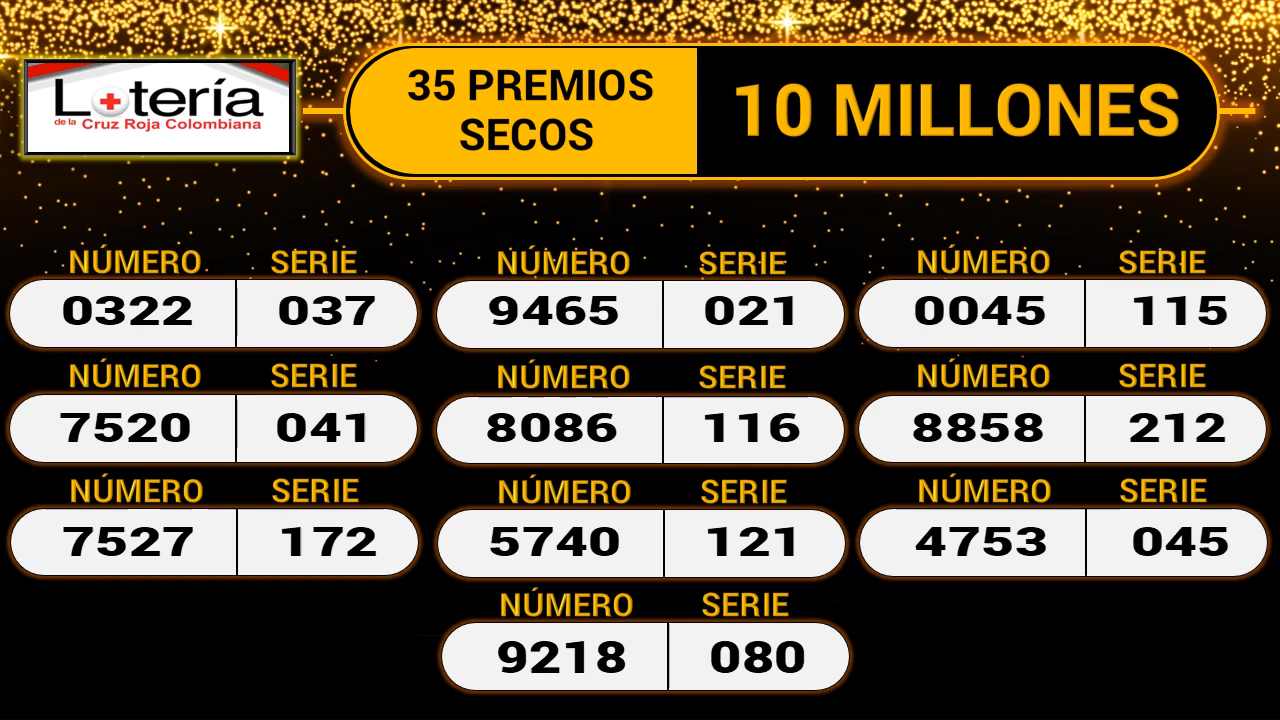 Lotería
de la Cruz Roja Colombiana
35 PREMIOS
SECOS
10 MILLONES
NÚMERO SERIE NÚMERO SERIE NÚMERO SERIE
0322 037 9465 021 0045 115
NÚMERO SERIE NÚMERO SERIE NÚMERO SERIE
7520 041 8086 116 8858 212
NÚMERO SERIE NÚMERO SERIE NÚMERO SERIE
7527 172 5740 121 4753 045
NÚMERO SERIE
9218 080